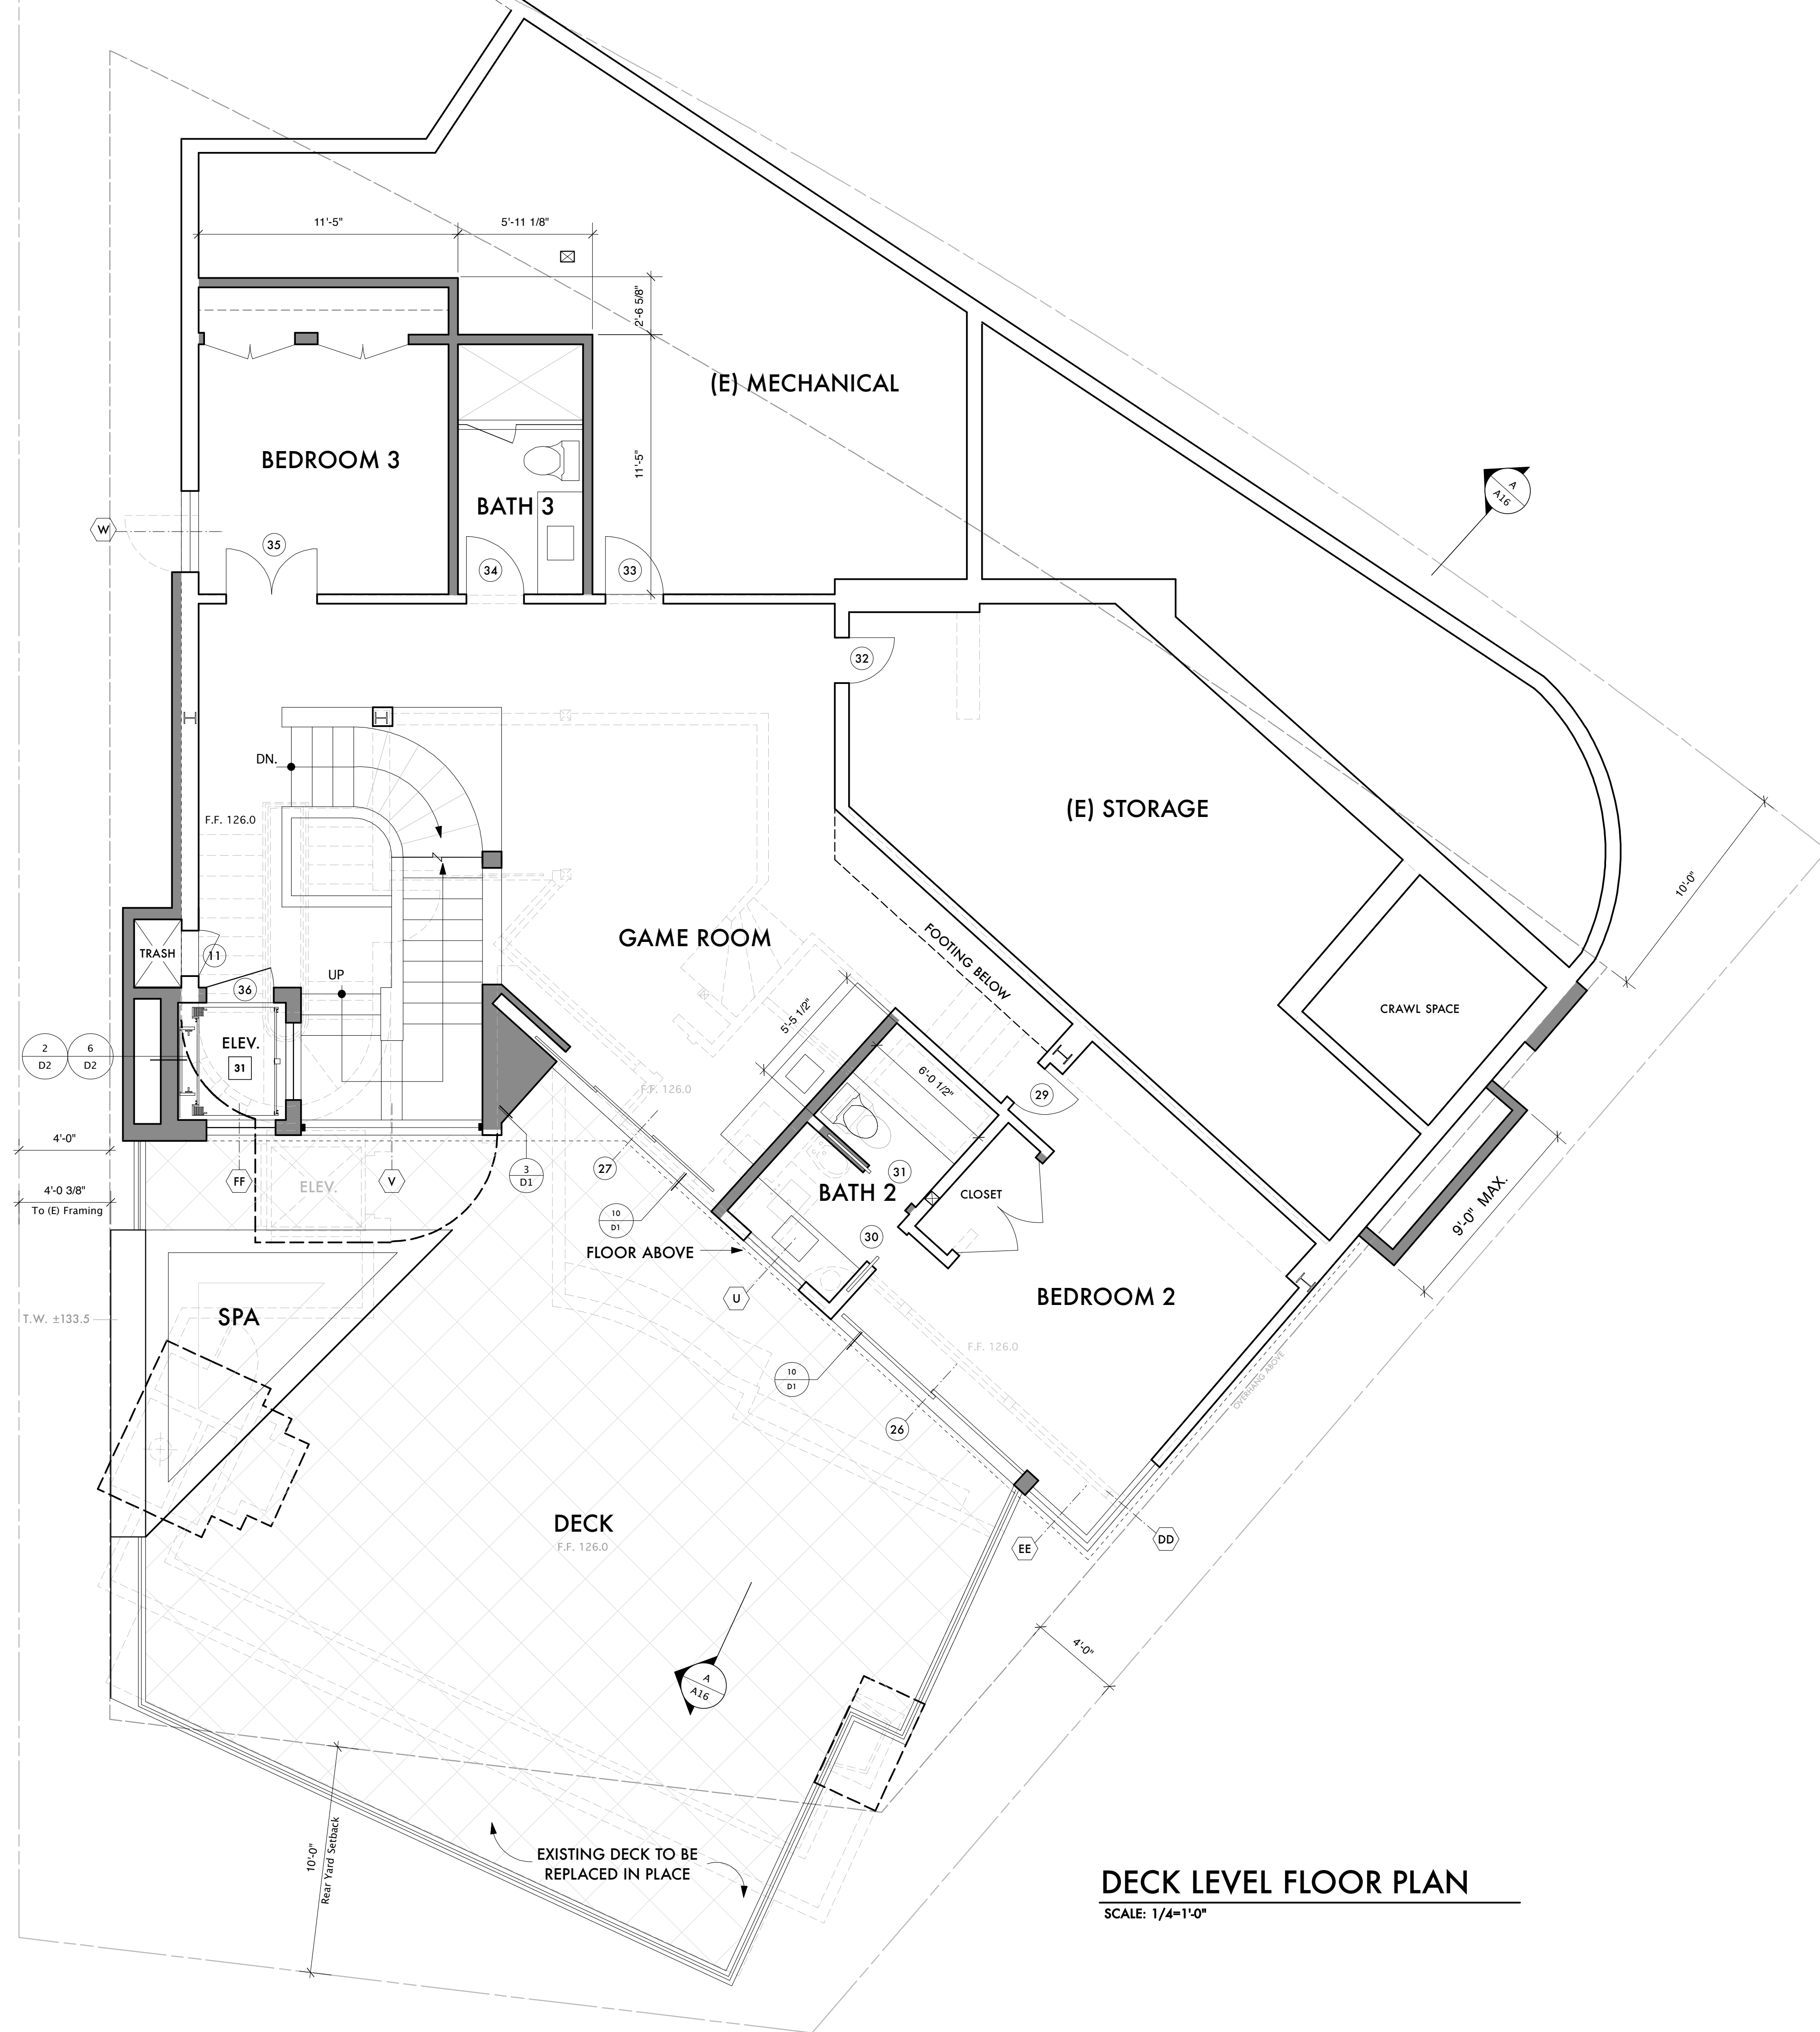 11'-5"
5'-11 1/8"
2'-6 5/8"
(E) MECHANICAL
BEDROOM 3
11'-5"
A
A16
BATH 3
W
35
34
33
32
DN.
F.F. 126.0
(E) STORAGE
10'-0"
GAME ROOM
FOOTING BELOW
TRASH
11
UP
36
5'-5 1/2"
CRAWL SPACE
2
D2
6
D2
ELEV.
31
F.F. 126.0
6'-0 1/2"
29
4'-0"
27
31
3
D1
FF
ELEV.
V
BATH 2
CLOSET
4'-0 3/8"
To (E) Framing
10
D1
9'-0" MAX.
30
FLOOR ABOVE
U
BEDROOM 2
SPA
T.W. ±133.5
F.F. 126.0
10
D1
OVERHANG ABOVE
26
DECK
F.F. 126.0
EE
DD
4'-0"
A
A16
10'-0"
Rear Yard Setback
EXISTING DECK TO BE
REPLACED IN PLACE
DECK LEVEL FLOOR PLAN
SCALE: 1/4=1'-0"